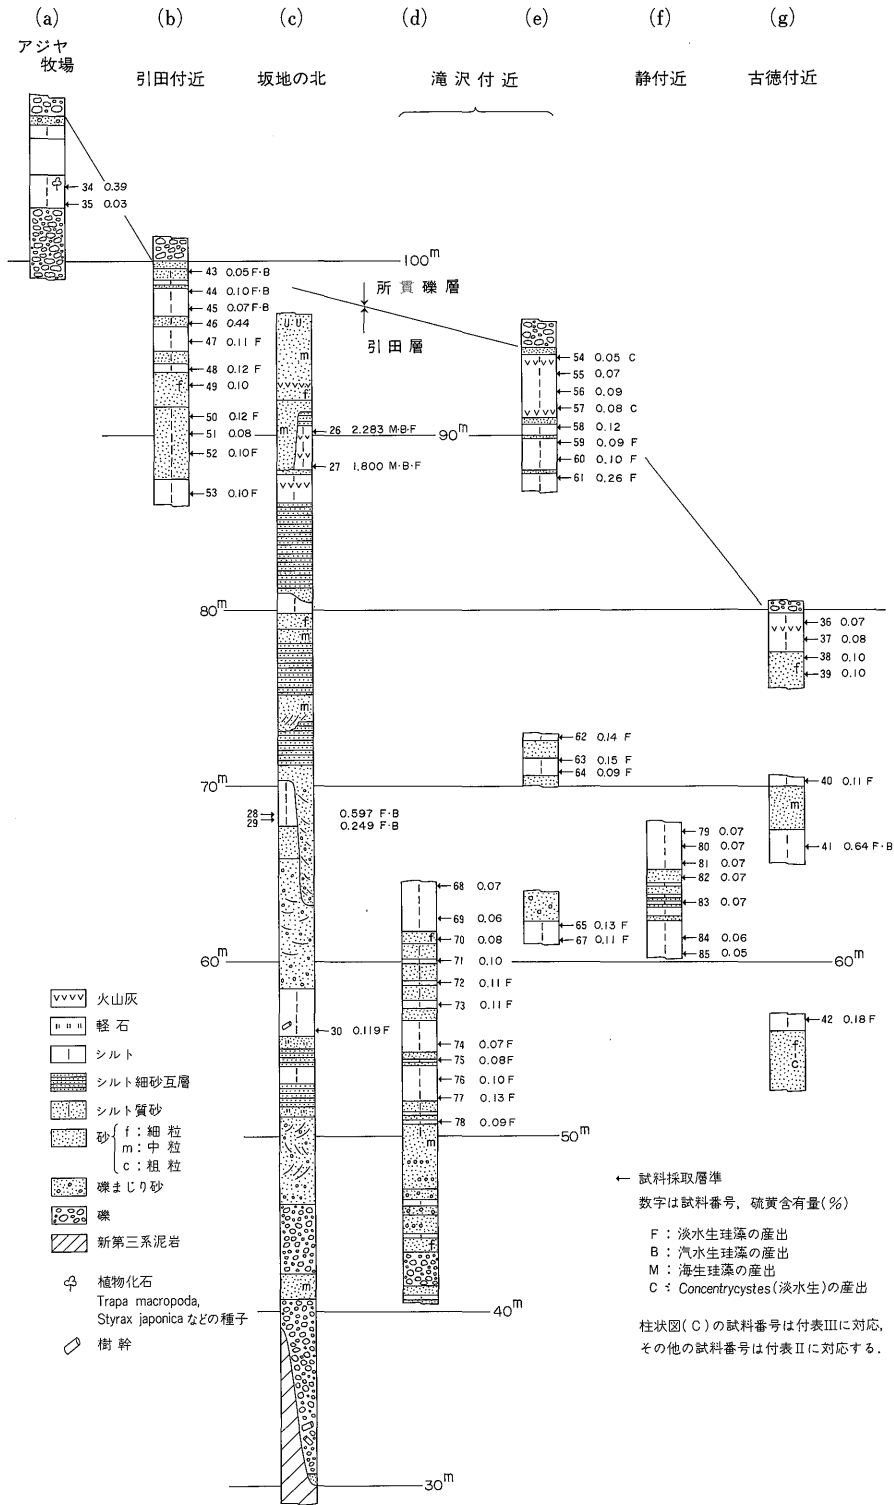 (a) (b) (c) (d) (e) (f) (g)
アジヤ
牧場
引田付近 坂地の北 滝沢付近 静付近 古徳付近
34 0.39
35 0.03
100m
43 0.05 F·B
44 0.10 F·B
45 0.07 F·B
46 0.44
47 0.11 F
48 0.12 F
f
49 0.10
50 0.12 F
51 0.08
52 0.10 F
53 0.10 F
所貫礫層
引田層
m
f
m
26 2.283 M·B·F
27 1.800 M·B·F
90m
54 0.05 C
55 0.07
56 0.09
57 0.08 C
58 0.12
59 0.09 F
60 0.10 F
61 0.26 F
80m
f
m
m
36 0.07
37 0.08
38 0.10
f
39 0.10
62 0.14 F
63 0.15 F
64 0.09 F
70m
40 0.11 F
m
41 0.64 F·B
28 0.597 F·B
29 0.249 F·B
79 0.07
80 0.07
81 0.07
82 0.07
83 0.07
84 0.06
85 0.05
68 0.07
69 0.06
f
70 0.08
71 0.10
72 0.11 F
73 0.11 F
74 0.07 F
75 0.08 F
76 0.10 F
77 0.13 F
78 0.09 F
m
f
65 0.13 F
67 0.11 F
60m
60m
30 0.119 F
42 0.18 F
f
c
50m
m
40m
30m
火山灰
軽石
シルト
シルト細砂互層
シルト質砂
砂
f:細粒
m:中粒
c:粗粒
礫まじり砂
礫
新第三系泥岩
植物化石
Trapa macropoda,
Styrax japonicaなどの種子
樹幹
← 試料採取層準
数字は試料番号,硫黄含有量(%)
F:淡水生珪藻の産出
B:汽水生珪藻の産出
M:海生珪藻の産出
C:Concentrycystes(淡水生)の産出
柱状図(C)の試料番号は付表IIIに対応,
その他の試料番号は付表IIに対応する.